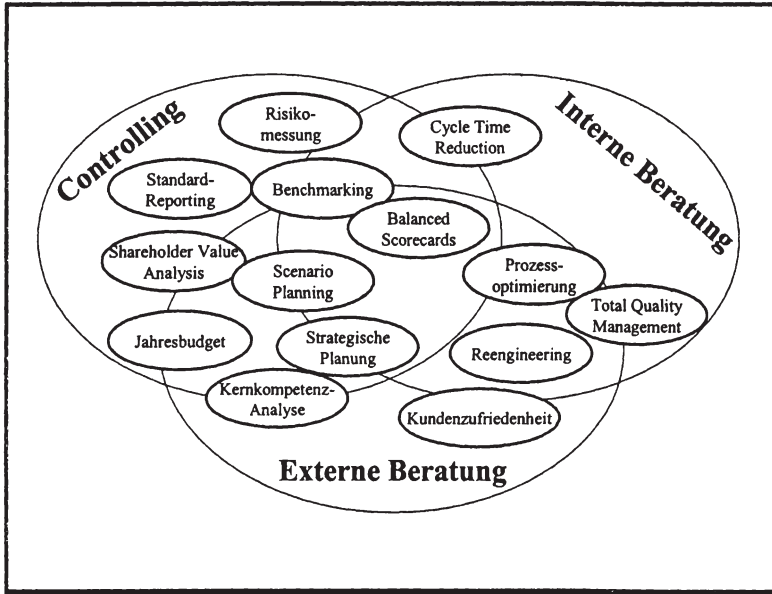 Controlling
Interne Beratung
Risiko-
messung
Cycle Time
Reduction
Standard-
Reporting
Benchmarking
Balanced
Scorecards
Shareholder Value
Analysis
Scenario
Planning
Prozess-
optimierung
Total Quality
Management
Jahresbudget
Strategische
Planung
Reengineering
Kernkompetenz-
Analyse
Kundenzufriedenheit
Externe Beratung